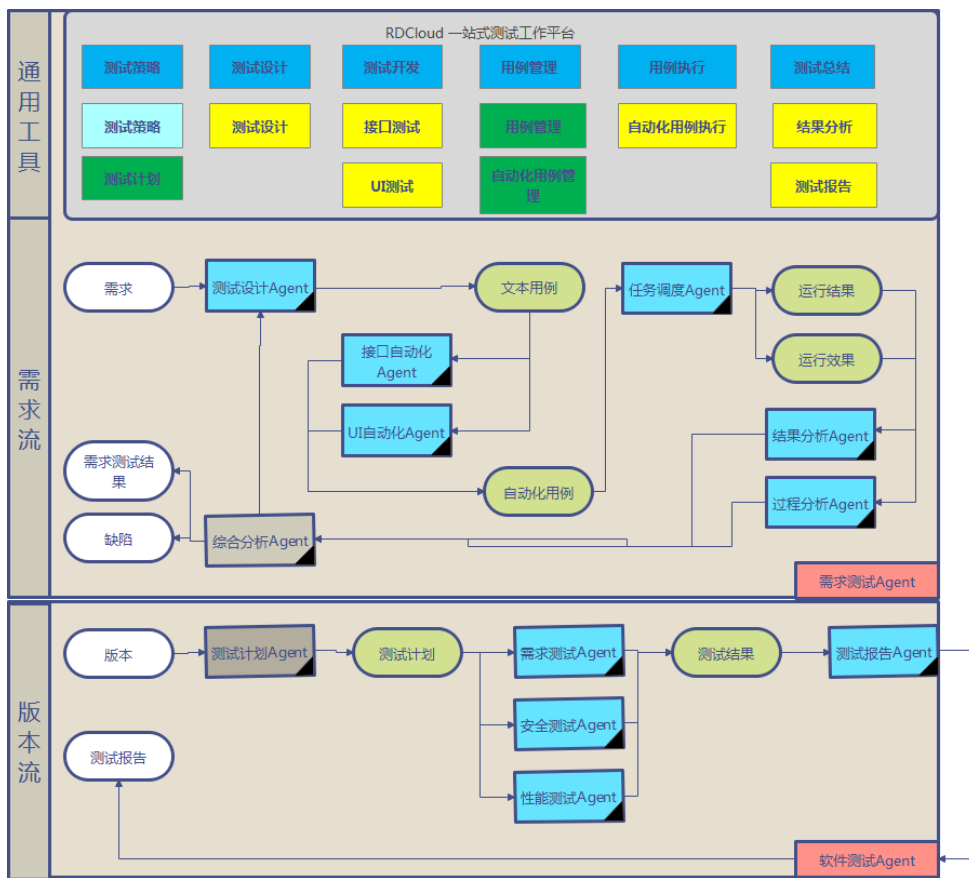 通用工具
RDCloud 一站式测试工作平台
测试策略
测试设计
测试开发
用例管理
用例执行
测试总结
测试策略
测试设计
接口测试
用例管理
自动化用例执行
结果分析
测试计划
UI测试
自动化用例管
理
测试报告
需求流
需求
测试设计Agent
文本用例
任务调度Agent
运行结果
接口自动化
Agent
运行效果
UI自动化Agent
结果分析Agent
需求测试结
果
自动化用例
过程分析Agent
缺陷
综合分析Agent
需求测试Agent
版本流
版本
测试计划Agent
测试计划
需求测试Agent
测试结果
测试报告Agent
安全测试Agent
测试报告
性能测试Agent
软件测试Agent